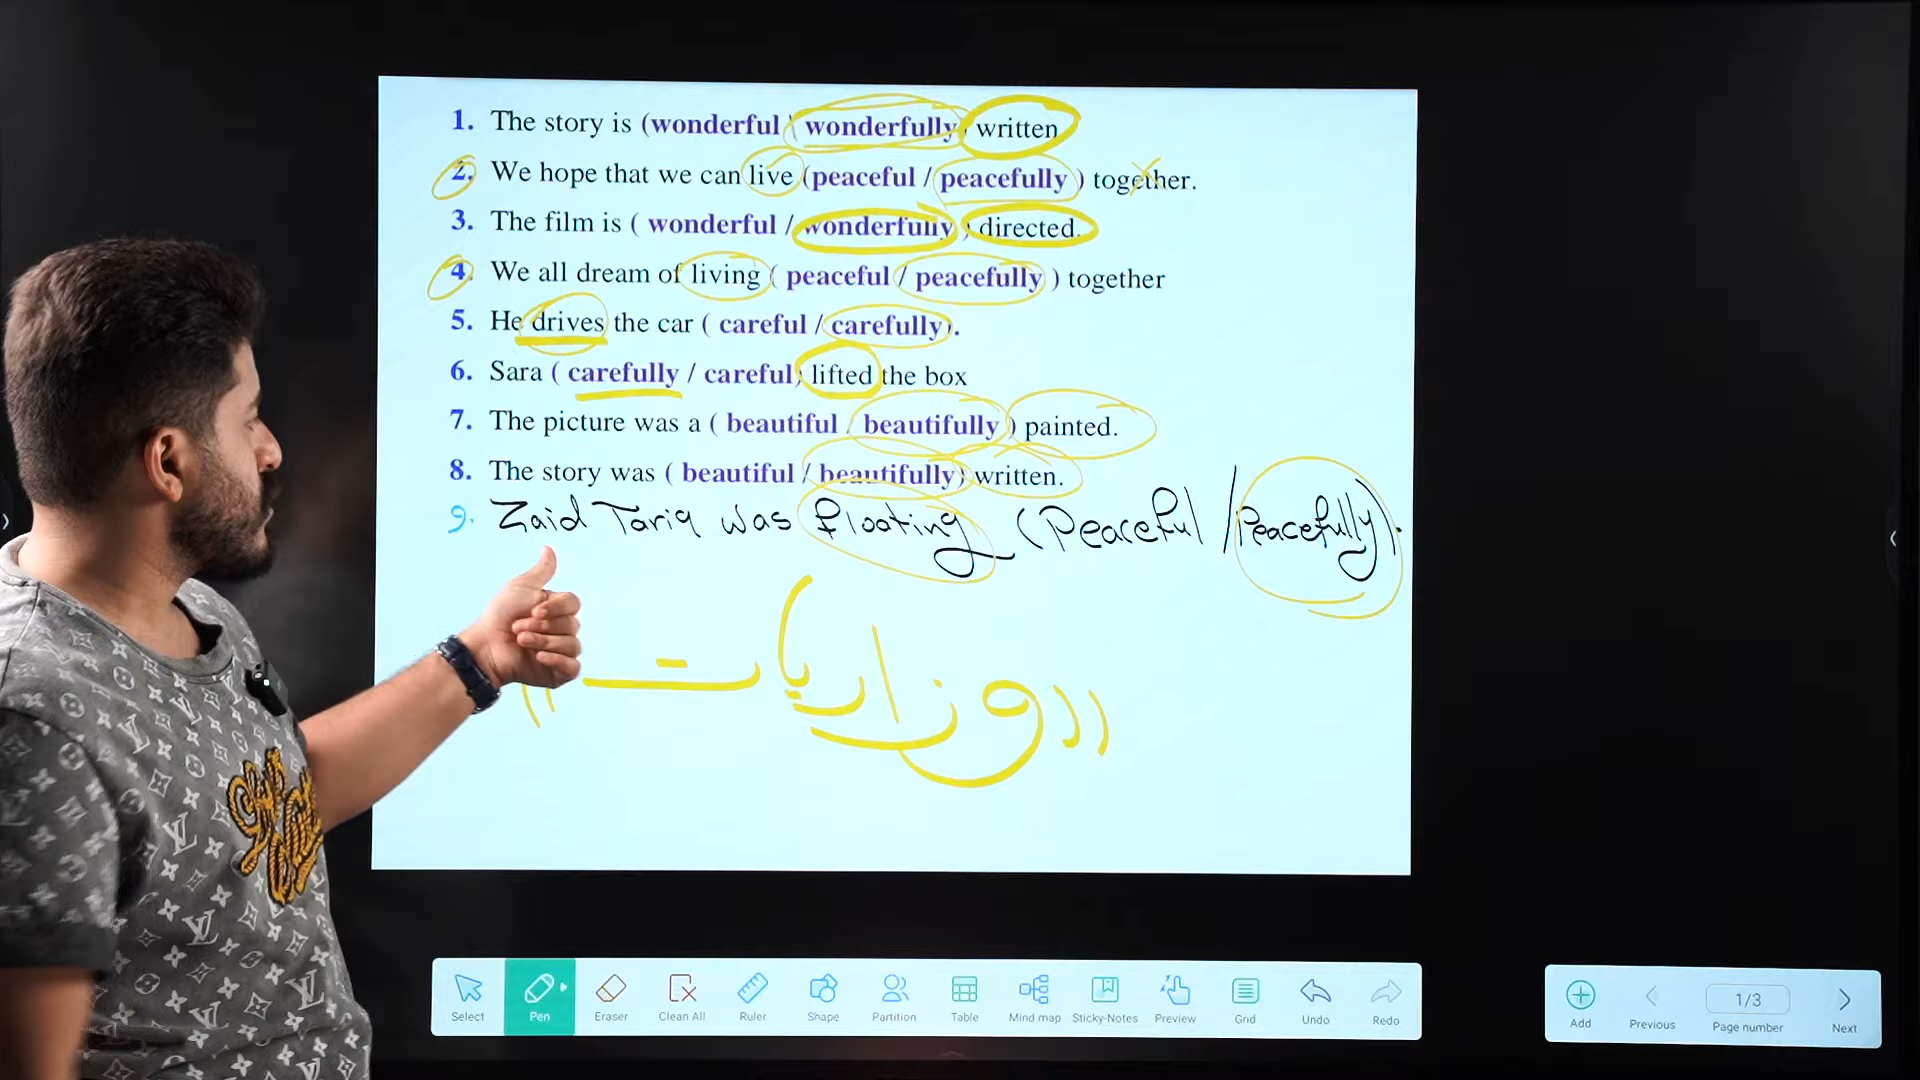 1. The story is (wonderful \ wonderfully) written
2. We hope that we can live (peaceful / peacefully ) together.
3. The film is ( wonderful / wonderfully ) directed.
4. We all dream of living ( peaceful / peacefully ) together
5. He drives the car ( careful / carefully).
6. Sara ( carefully / careful) lifted the box
7. The picture was a ( beautiful / beautifully ) painted.
8. The story was ( beautiful / beautifully) written.
9. Zaid Tariq was floating (Peaceful / Peacefully).
((وزاريات))
Select Pen Eraser Clean All Ruler Shape Partition Table Mind map Sticky-Notes Preview Grid Undo Redo
Add Previous 1/3 Page number Next